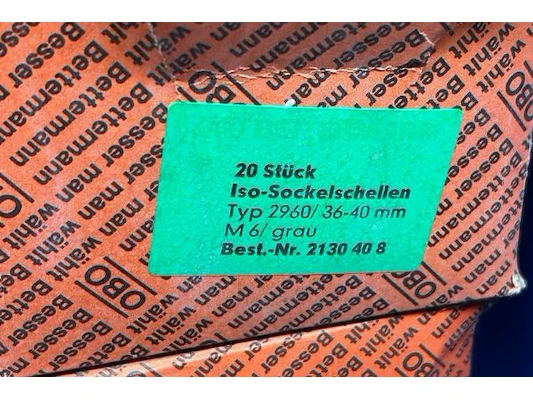 20 Stück
Iso-Sockelschellen
Typ 2960/ 36-40 mm
M 6/ grau
Best.-Nr. 2130 40 8
OBO
Besser man wählt Bettermann